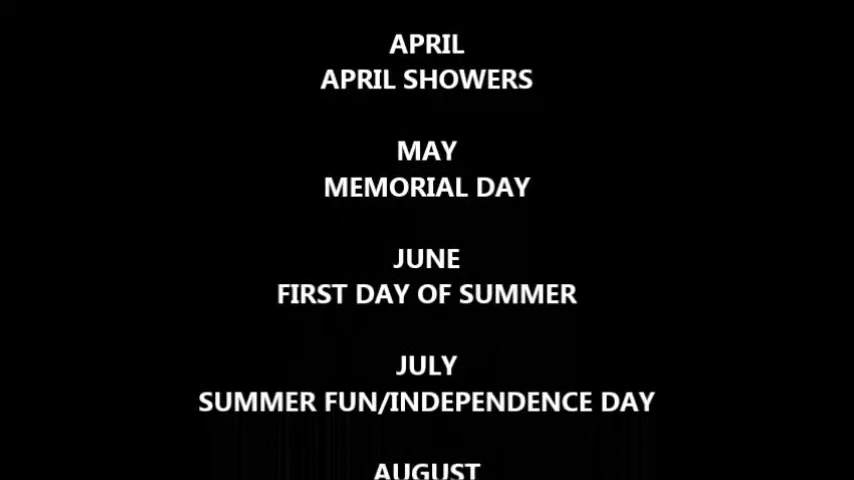 APRIL
APRIL SHOWERS
MAY
MEMORIAL DAY
JUNE
FIRST DAY OF SUMMER
JULY
SUMMER FUN/INDEPENDENCE DAY
AUGUST